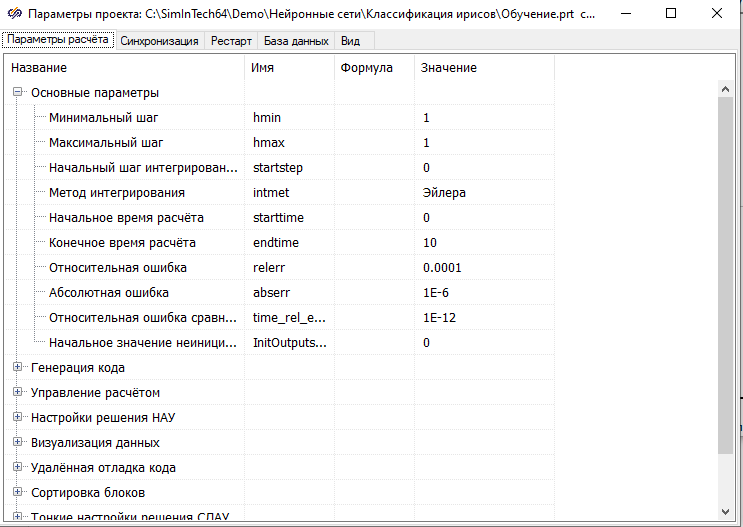 Параметры проекта: C:\SimInTech64\Demo\Нейронные сети\Классификация ирисов\Обучение.prt с...
Параметры расчёта Синхронизация Рестарт База данных Вид
Название Имя Формула Значение
Основные параметры
Минимальный шаг hmin 1
Максимальный шаг hmax 1
Начальный шаг интегрирован... startstep 0
Метод интегрирования intmet Эйлера
Начальное время расчёта starttime 0
Конечное время расчёта endtime 10
Относительная ошибка relerr 0.0001
Абсолютная ошибка abserr 1E-6
Относительная ошибка сравн... time_rel_e... 1E-12
Начальное значение неиници... InitOutputs... 0
Генерация кода
Управление расчётом
Настройки решения НАУ
Визуализация данных
Удалённая отладка кода
Сортировка блоков
Тонкие настройки решения СЛАУ